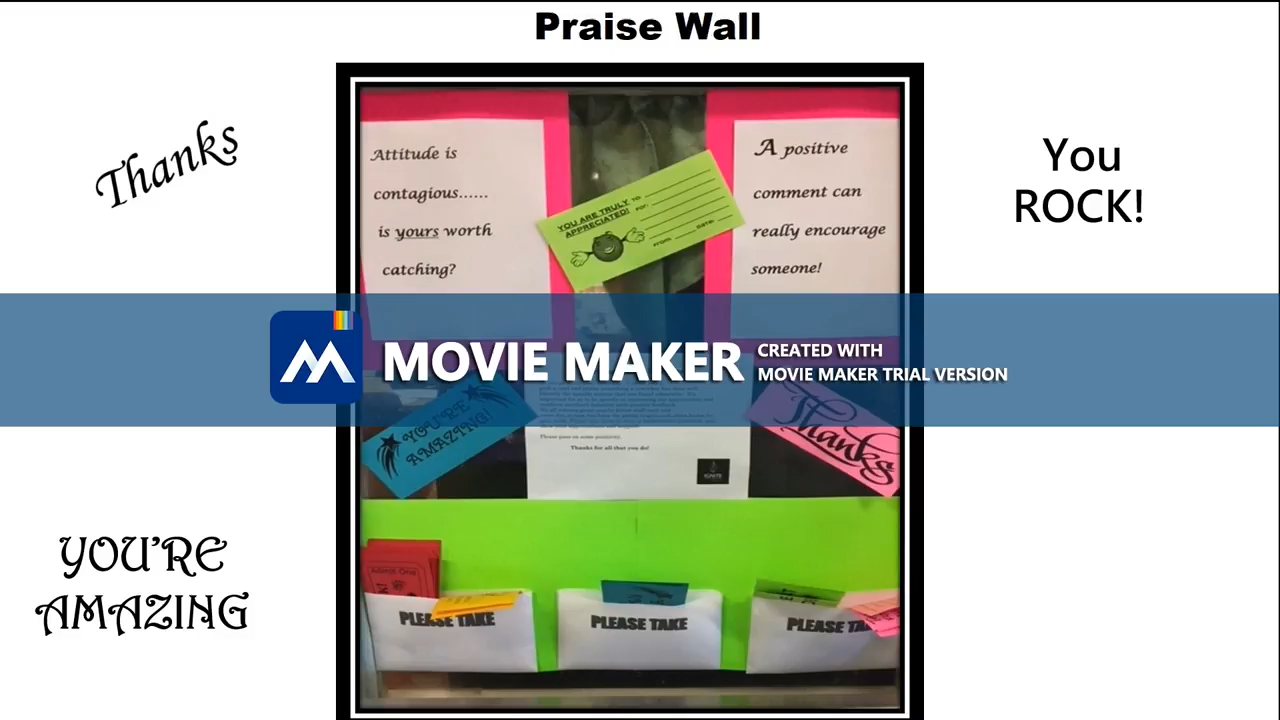 Praise Wall
Thanks
You
ROCK!
Attitude is
contagious......
is yours worth
catching?
YOU ARE TRULY
APPRECIATED!
TO:
FOR:
FROM:
DATE:
A positive
comment can
really encourage
someone!
MOVIE MAKER
CREATED WITH
MOVIE MAKER TRIAL VERSION
YOU'RE
AMAZING!
Please pass on some positivity.
Thanks for all that you do!
IGNITE
Thanks
YOU'RE
AMAZING
Admit One
PLEASE TAKE
PLEASE TAKE
PLEASE TA